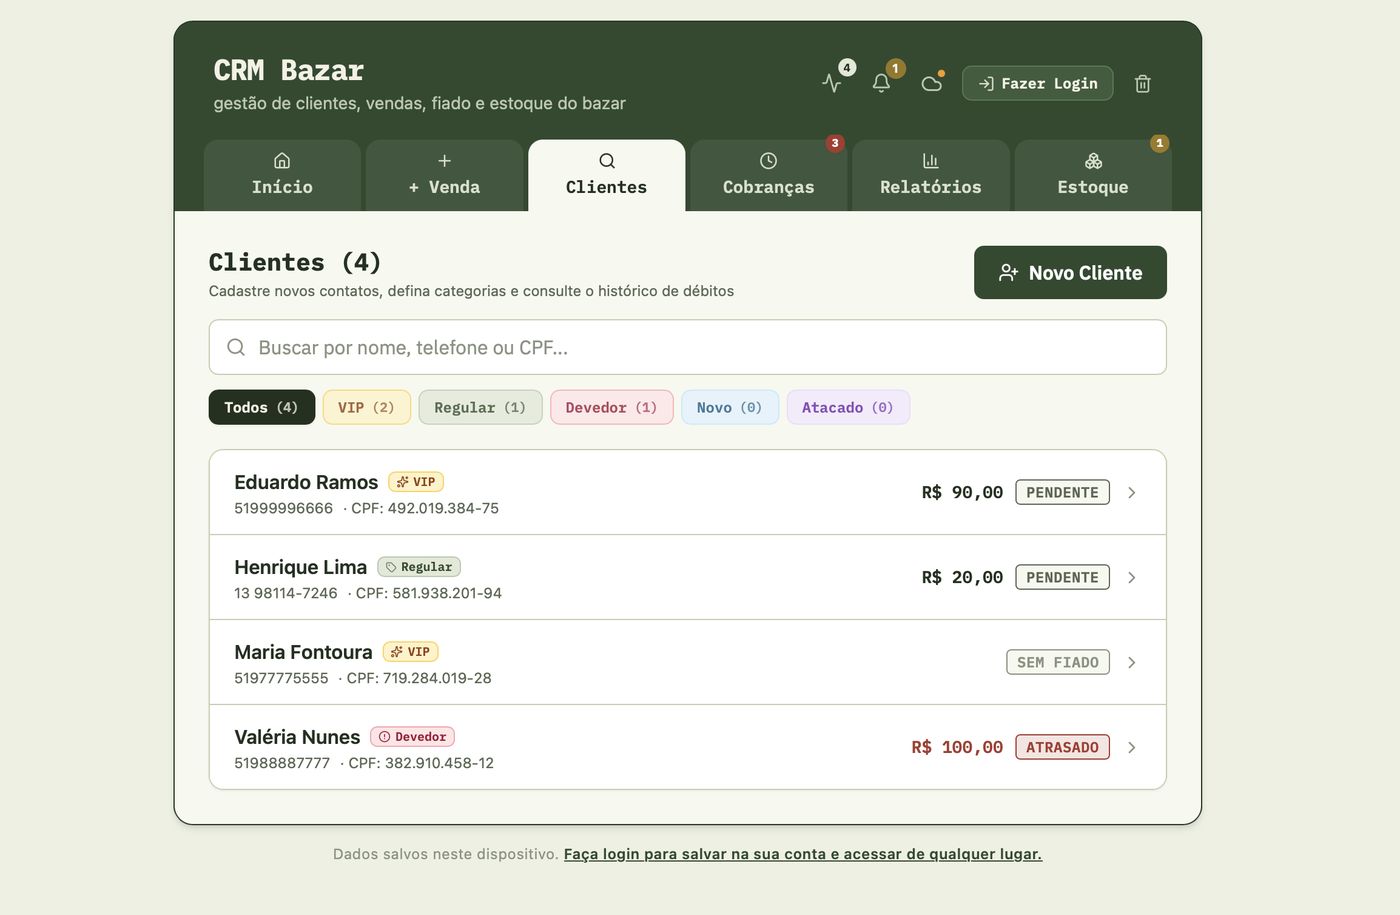 CRM Bazar
gestão de clientes, vendas, fiado e estoque do bazar
4
1
Fazer Login
Início
+ Venda
Clientes
3
Cobranças
Relatórios
1
Estoque
Clientes (4)
Cadastre novos contatos, defina categorias e consulte o histórico de débitos
Novo Cliente
Buscar por nome, telefone ou CPF...
Todos (4) VIP (2) Regular (1) Devedor (1) Novo (0) Atacado (0)
Eduardo Ramos VIP
51999996666 · CPF: 492.019.384-75
R$ 90,00 PENDENTE
Henrique Lima Regular
13 98114-7246 · CPF: 581.938.201-94
R$ 20,00 PENDENTE
Maria Fontoura VIP
51977775555 · CPF: 719.284.019-28
SEM FIADO
Valéria Nunes Devedor
51988887777 · CPF: 382.910.458-12
R$ 100,00 ATRASADO
Dados salvos neste dispositivo. Faça login para salvar na sua conta e acessar de qualquer lugar.